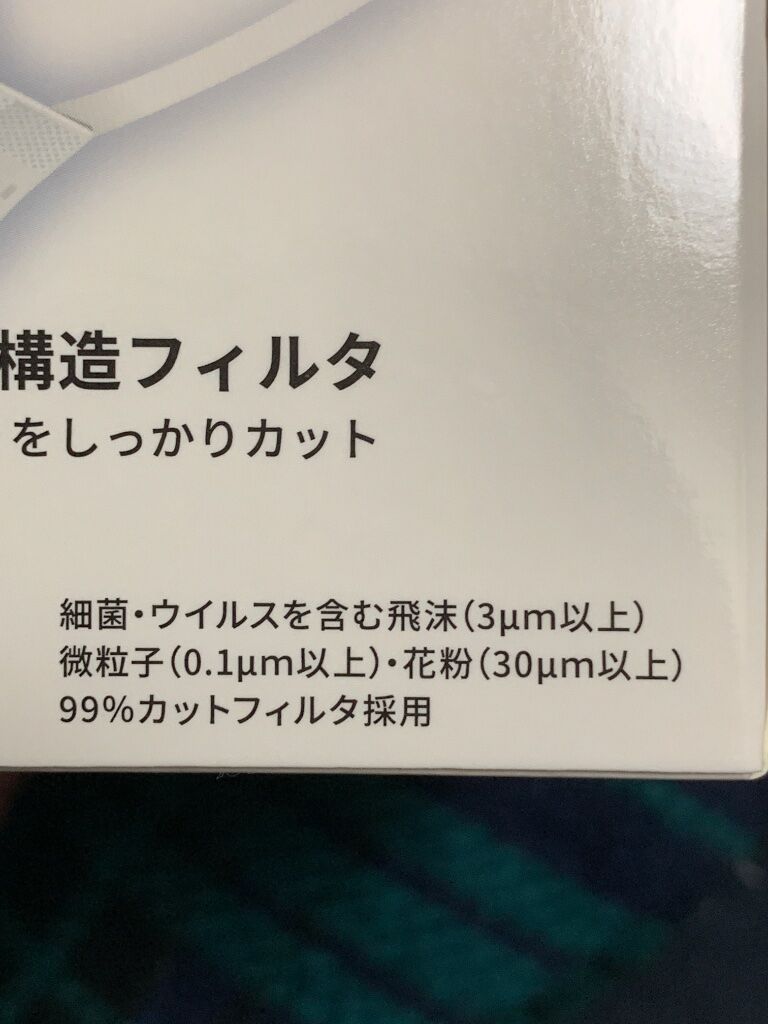 構造フィルタ
をしっかりカット
細菌・ウイルスを含む飛沫(3μm以上)
微粒子(0.1μm以上)・花粉(30μm以上)
99%カットフィルタ採用